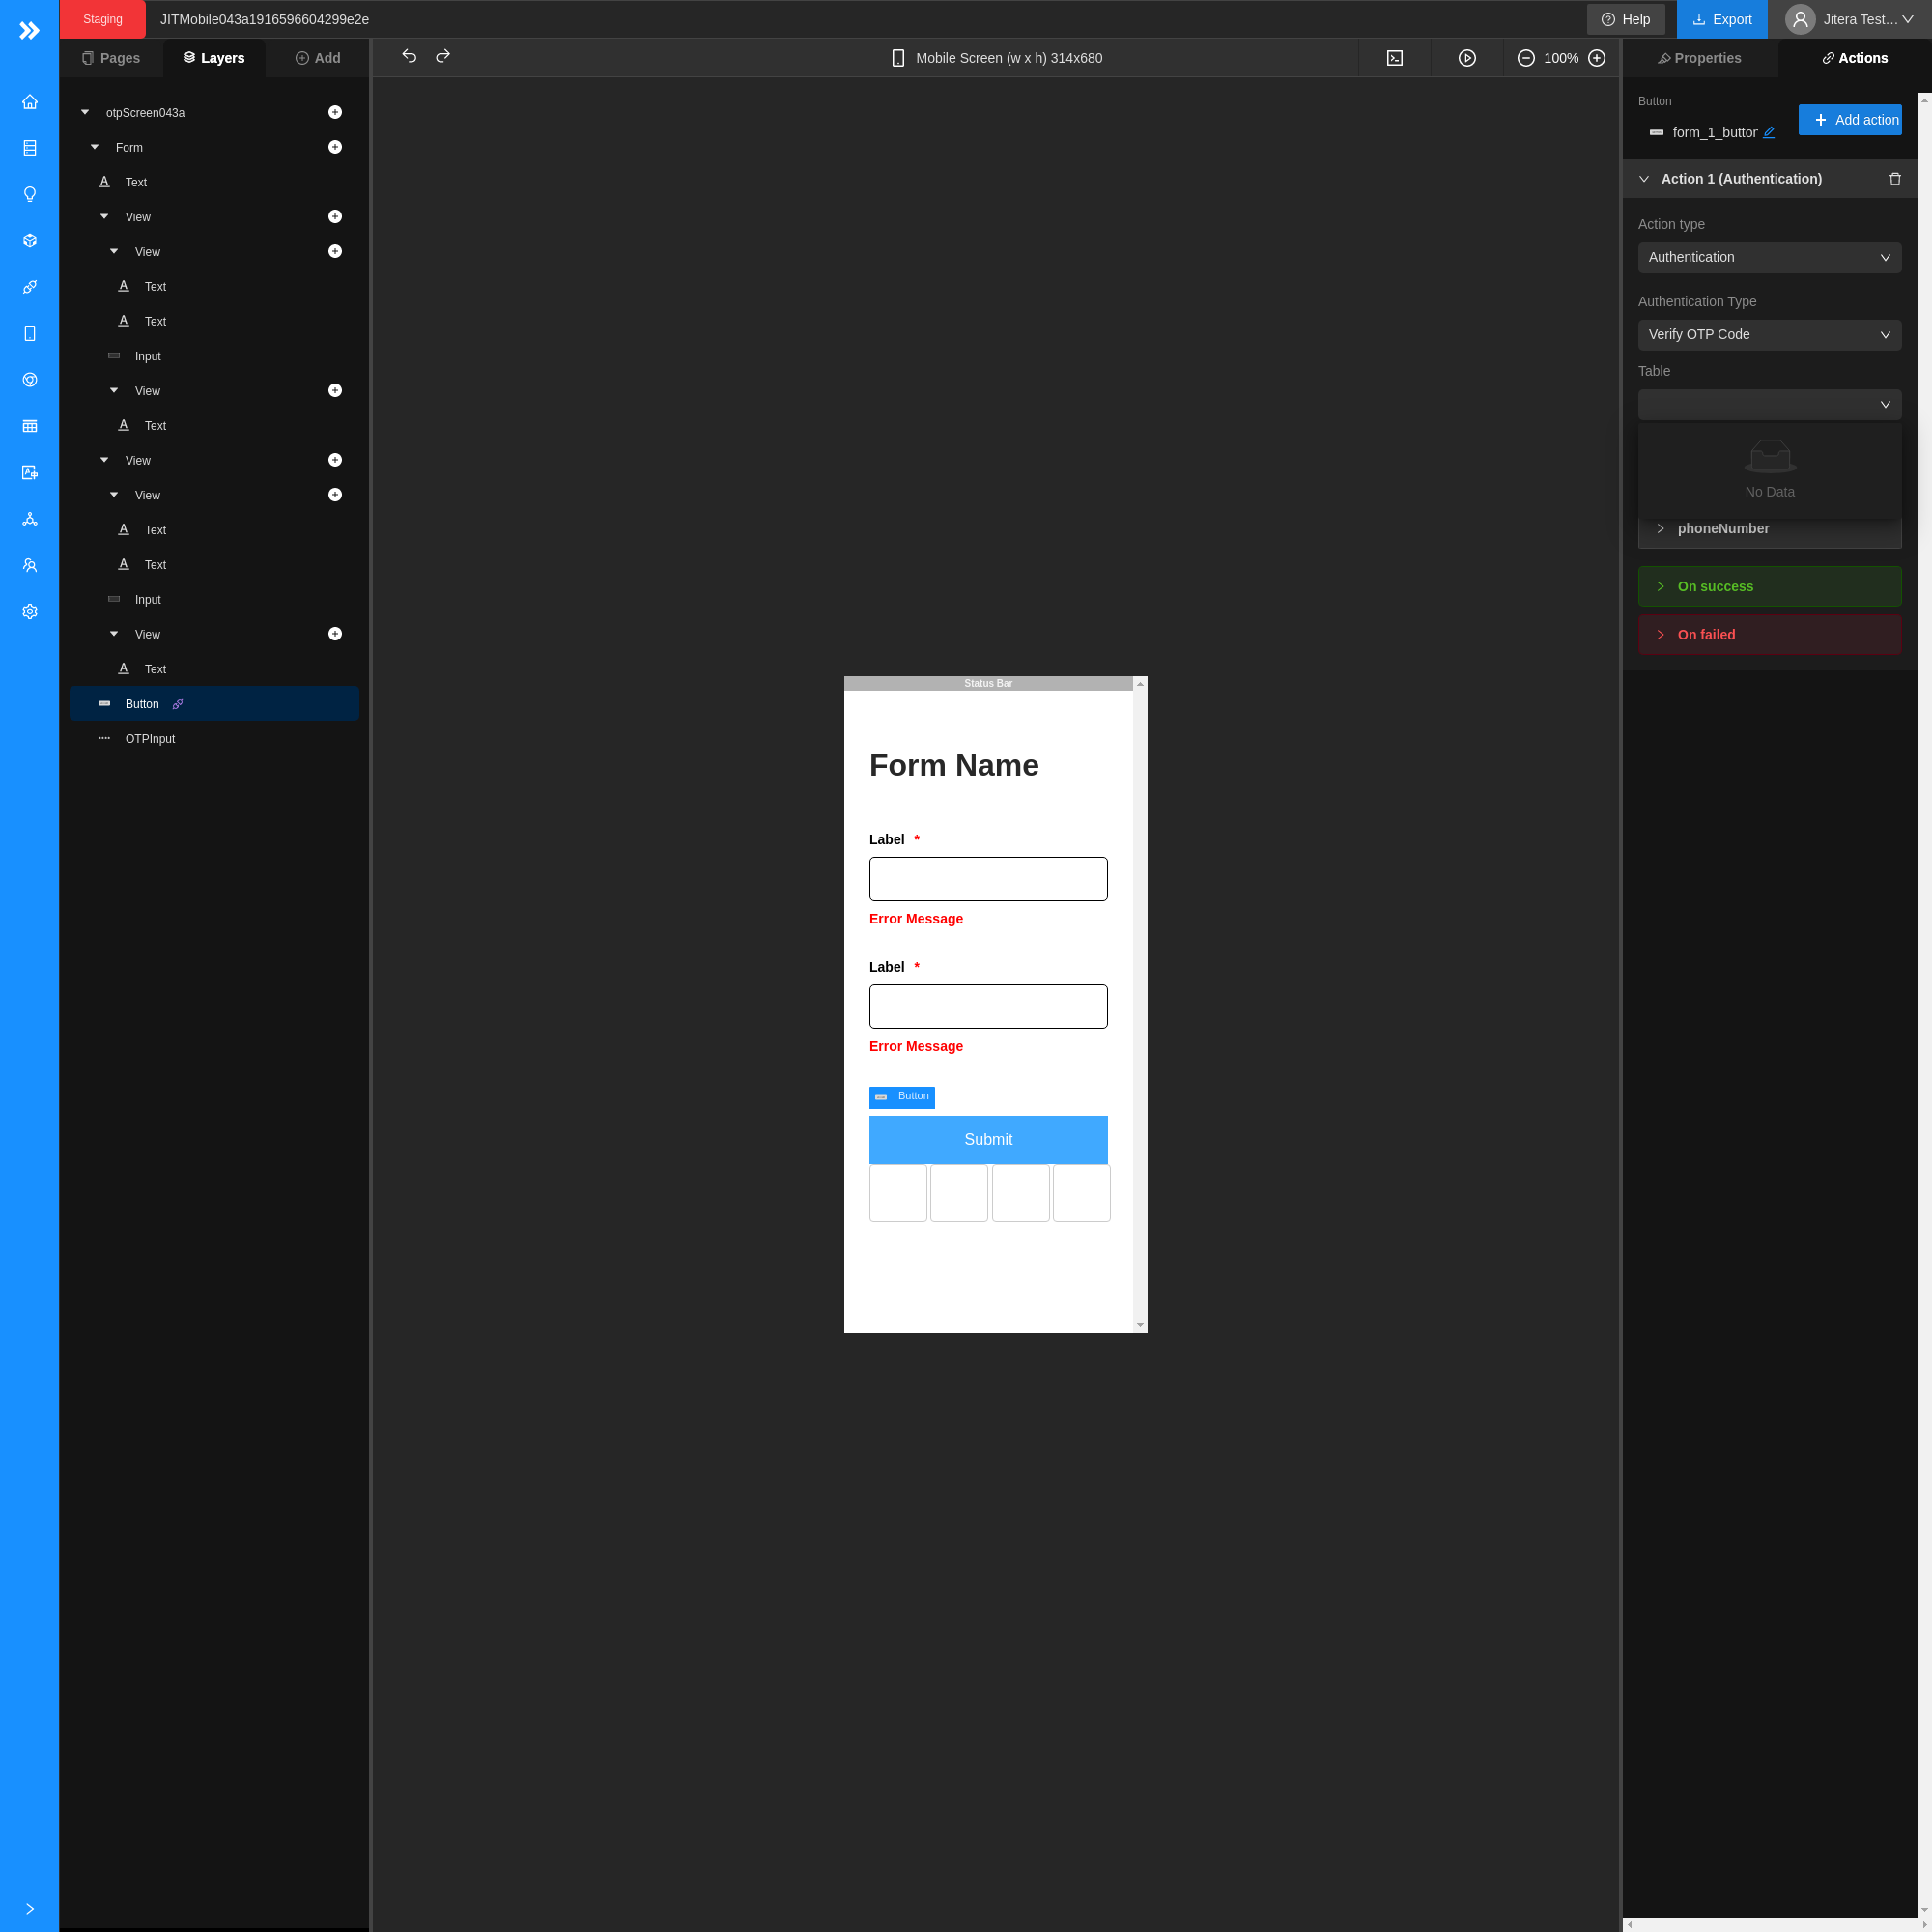 Staging
JITMobile043a1916596604299e2e
Help
Export
Jitera Test...
Pages
Layers
Add
Mobile Screen (w x h) 314x680
100%
Properties
Actions
otpScreen043a
Form
Text
View
View
Text
Text
Input
View
Text
View
View
Text
Text
Input
View
Text
Button
OTPInput
Status Bar
Form Name
Label *
Error Message
Label *
Error Message
Button
Submit
Button
form_1_button
Add action
Action 1 (Authentication)
Action type
Authentication
Authentication Type
Verify OTP Code
Table
No Data
phoneNumber
On success
On failed